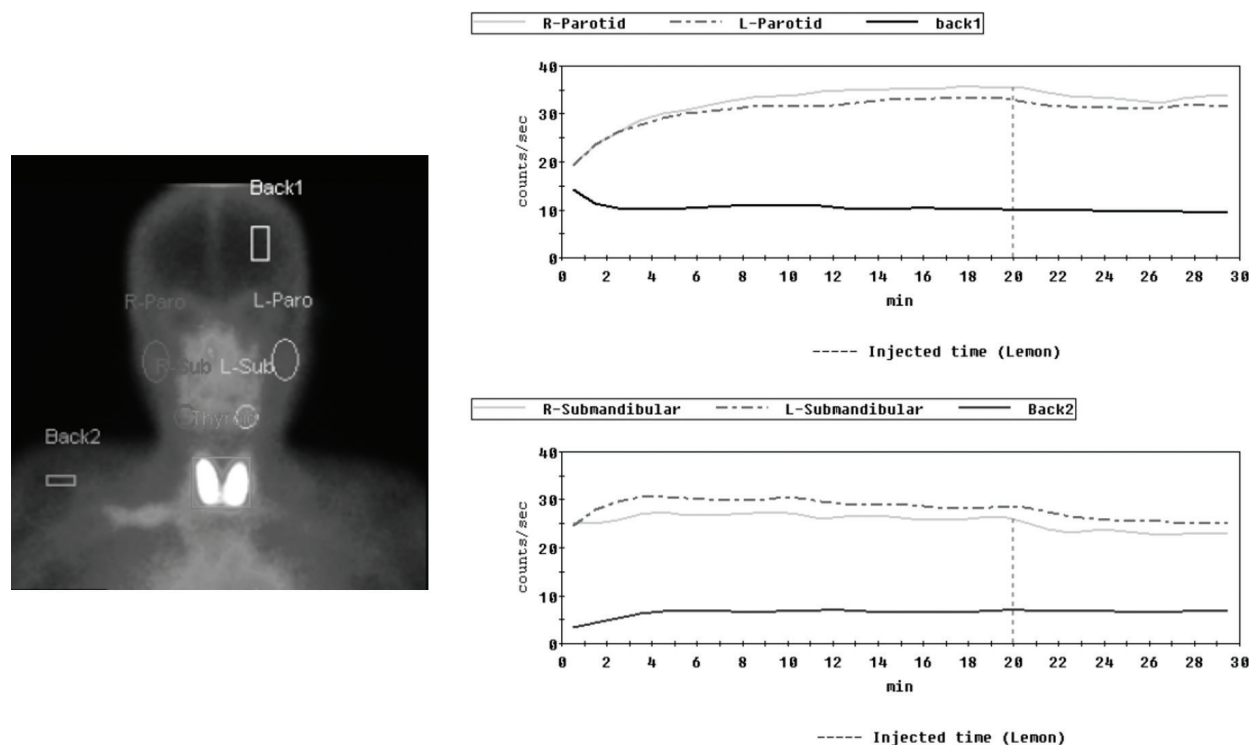 Back1
R-Paro L-Paro
R-Sub L-Sub
Thyroid
Back2
R-Parotid L-Parotid back1
counts/sec
40
30
20
10
0
0 2 4 6 8 10 12 14 16 18 20 22 24 26 28 30
min
Injected time (Lemon)
R-Submandibular L-Submandibular Back2
counts/sec
40
30
20
10
0
0 2 4 6 8 10 12 14 16 18 20 22 24 26 28 30
min
Injected time (Lemon)